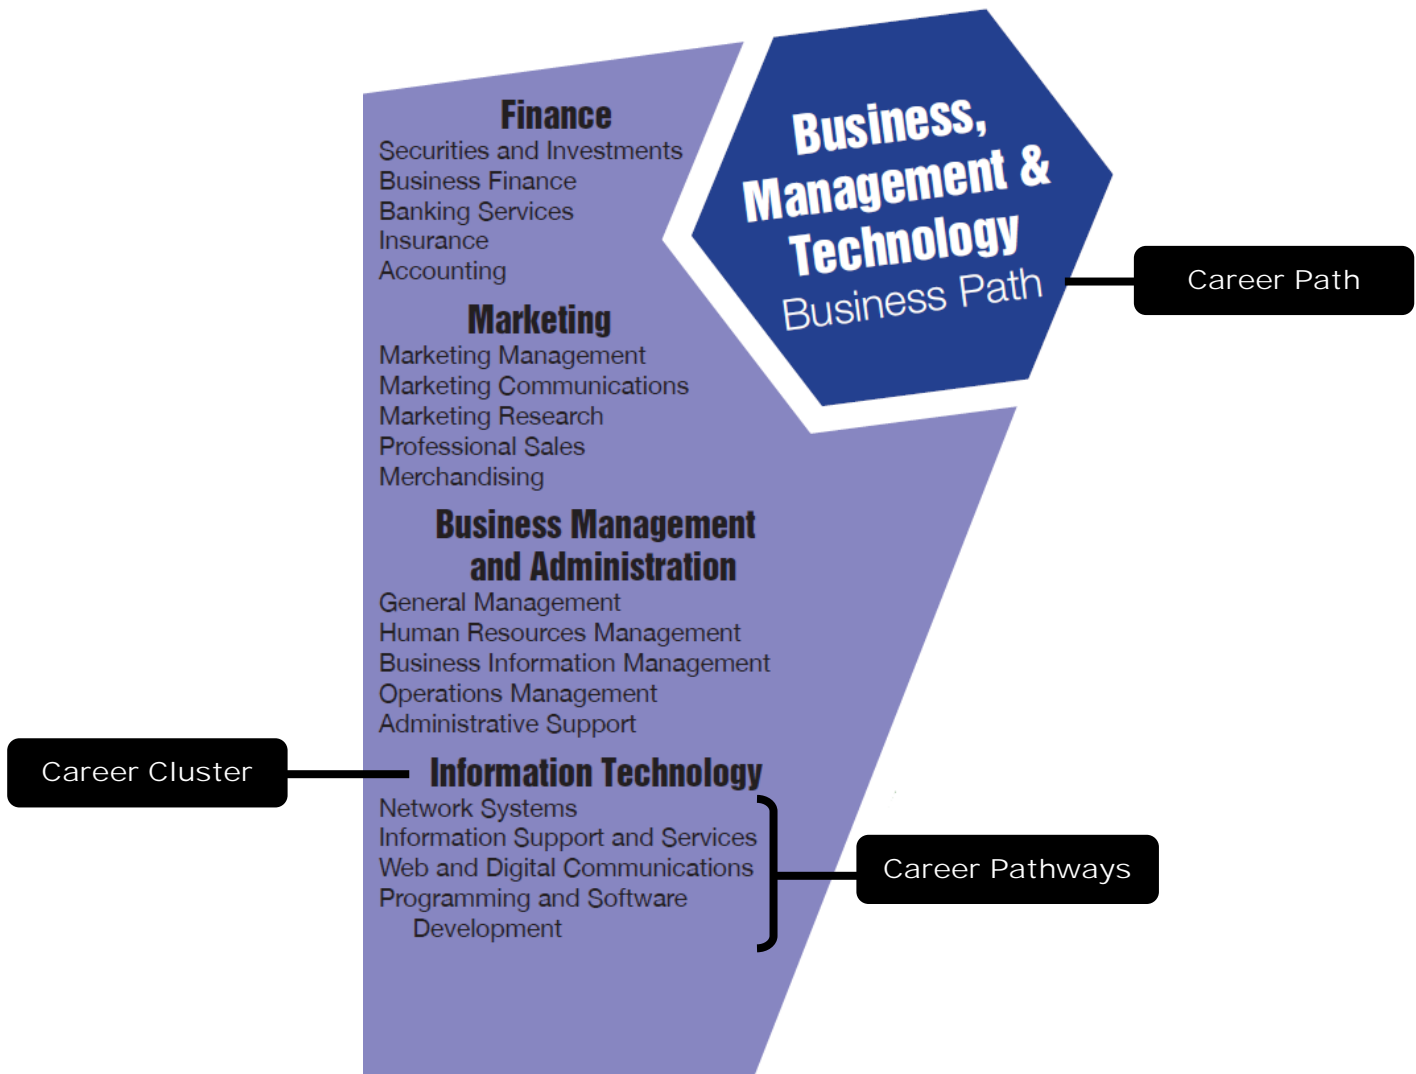 Business,
Management &
Technology
Business Path
Career Path
Finance
Securities and Investments
Business Finance
Banking Services
Insurance
Accounting
Marketing
Marketing Management
Marketing Communications
Marketing Research
Professional Sales
Merchandising
Business Management
and Administration
General Management
Human Resources Management
Business Information Management
Operations Management
Administrative Support
Career Cluster
Information Technology
Network Systems
Information Support and Services
Web and Digital Communications
Programming and Software
Development
Career Pathways